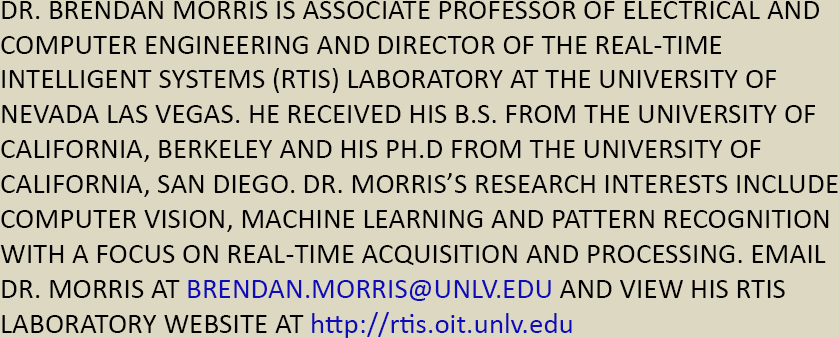 DR. BRENDAN MORRIS IS ASSOCIATE PROFESSOR OF ELECTRICAL AND
COMPUTER ENGINEERING AND DIRECTOR OF THE REAL-TIME
INTELLIGENT SYSTEMS (RTIS) LABORATORY AT THE UNIVERSITY OF
NEVADA LAS VEGAS. HE RECEIVED HIS B.S. FROM THE UNIVERSITY OF
CALIFORNIA, BERKELEY AND HIS PH.D FROM THE UNIVERSITY OF
CALIFORNIA, SAN DIEGO. DR. MORRIS’S RESEARCH INTERESTS INCLUDE
COMPUTER VISION, MACHINE LEARNING AND PATTERN RECOGNITION
WITH A FOCUS ON REAL-TIME ACQUISITION AND PROCESSING. EMAIL
DR. MORRIS AT BRENDAN.MORRIS@UNLV.EDU AND VIEW HIS RTIS
LABORATORY WEBSITE AT http://rtis.oit.unlv.edu